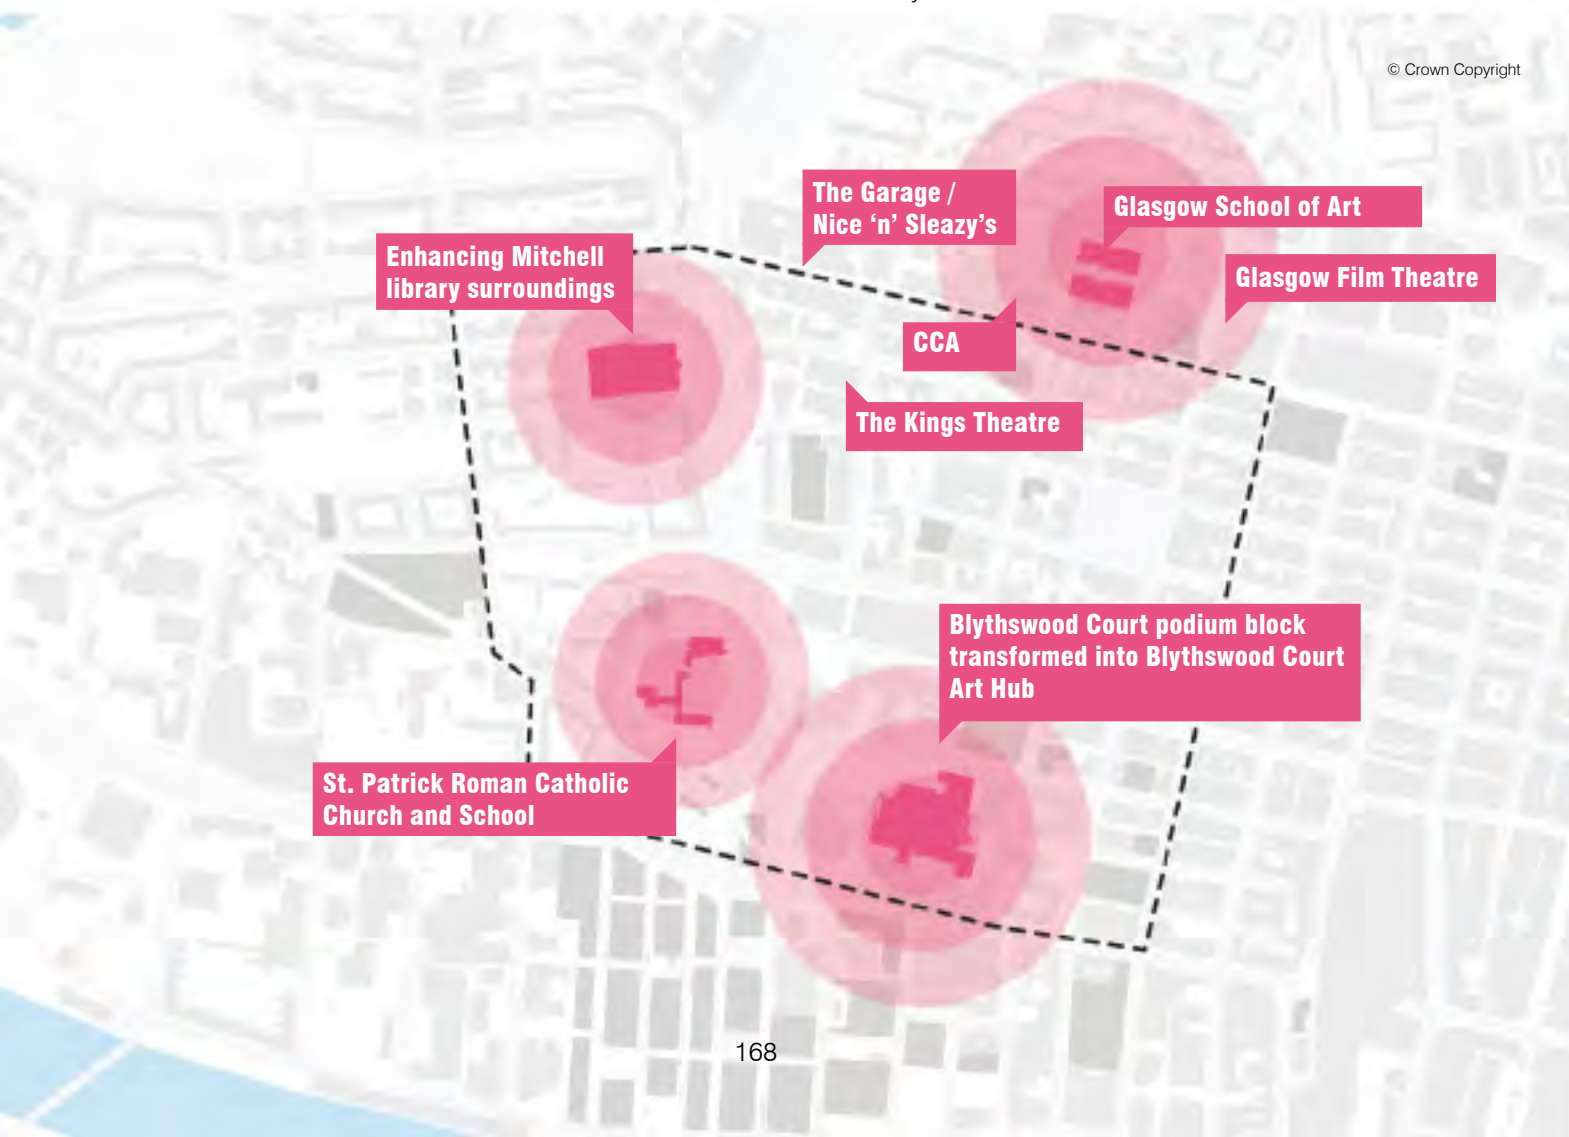 © Crown Copyright
The Garage /
Nice ‘n’ Sleazy’s
Glasgow School of Art
Enhancing Mitchell
library surroundings
Glasgow Film Theatre
CCA
The Kings Theatre
Blythswood Court podium block
transformed into Blythswood Court
Art Hub
St. Patrick Roman Catholic
Church and School
168